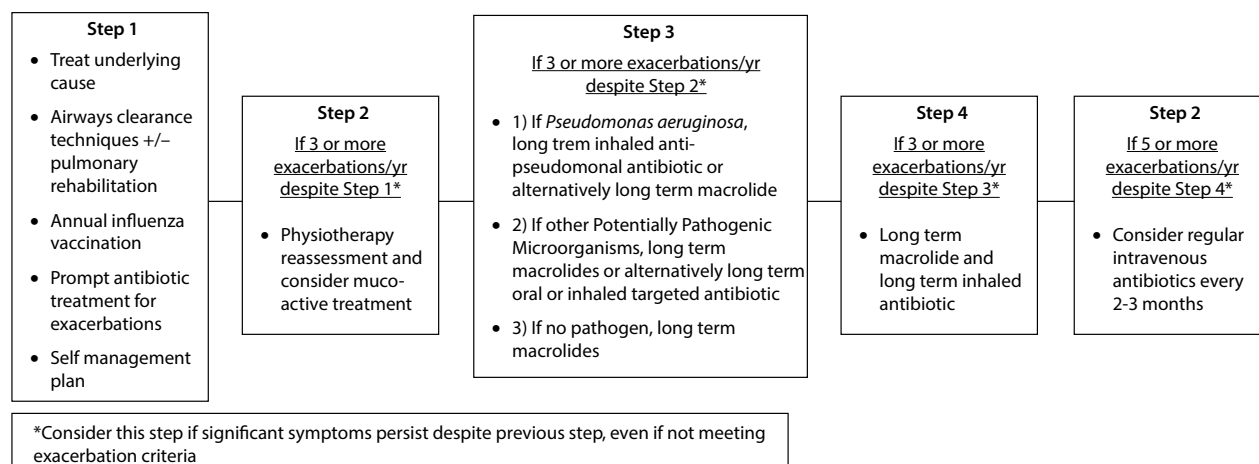 Step 1
• Treat underlying
cause
• Airways clearance
techniques +/–
pulmonary
rehabilitation
• Annual influenza
vaccination
• Prompt antibiotic
treatment for
exacerbations
• Self management
plan
Step 2
If 3 or more
exacerbations/yr
despite Step 1*
• Physiotherapy
reassessment and
consider muco-
active treatment
Step 3
If 3 or more exacerbations/yr
despite Step 2*
• 1) If Pseudomonas aeruginosa,
long trem inhaled anti-
pseudomonal antibiotic or
alternatively long term macrolide
• 2) If other Potentially Pathogenic
Microorganisms, long term
macrolides or alternatively long term
oral or inhaled targeted antibiotic
• 3) If no pathogen, long term
macrolides
Step 4
If 3 or more
exacerbations/yr
despite Step 3*
• Long term
macrolide and
long term inhaled
antibiotic
Step 2
If 5 or more
exacerbations/yr
despite Step 4*
• Consider regular
intravenous
antibiotics every
2-3 months
*Consider this step if significant symptoms persist despite previous step, even if not meeting
exacerbation criteria